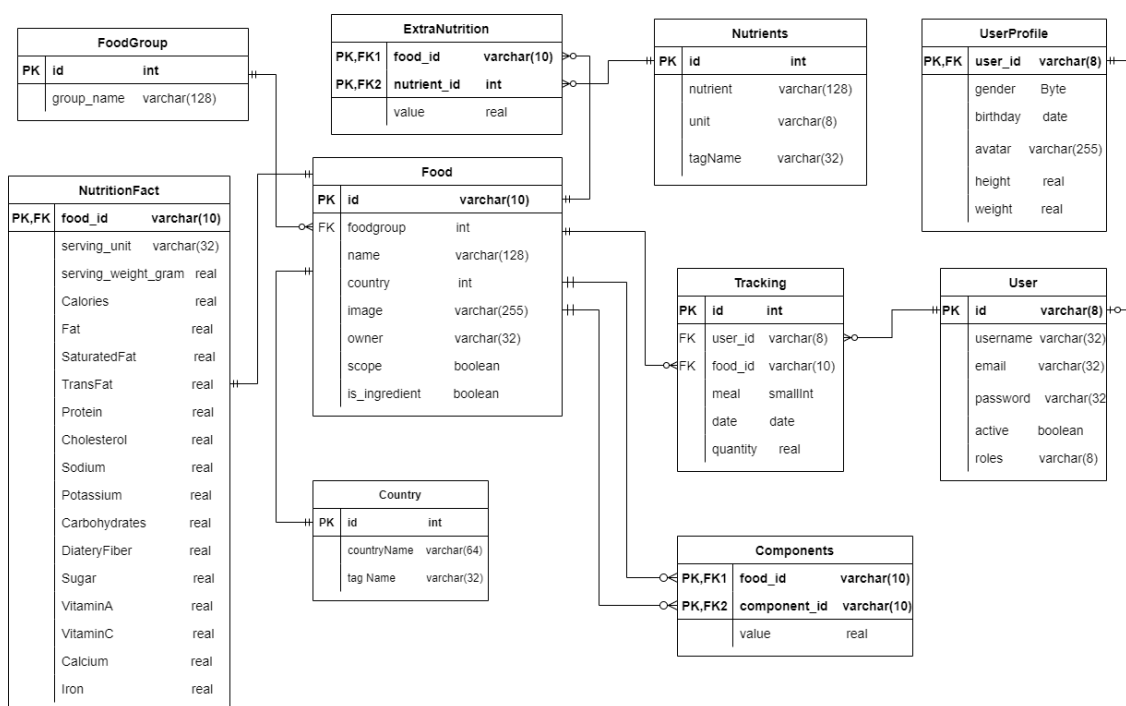 FoodGroup
PK id int
group_name varchar(128)
ExtraNutrition
PK,FK1 food_id varchar(10)
PK,FK2 nutrient_id int
value real
Nutrients
PK id int
nutrient varchar(128)
unit varchar(8)
tagName varchar(32)
UserProfile
PK,FK user_id varchar(8)
gender Byte
birthday date
avatar varchar(255)
height real
weight real
NutritionFact
PK,FK food_id varchar(10)
serving_unit varchar(32)
serving_weight_gram real
Calories real
Fat real
SaturatedFat real
TransFat real
Protein real
Cholesterol real
Sodium real
Potassium real
Carbohydrates real
DiateryFiber real
Sugar real
VitaminA real
VitaminC real
Calcium real
Iron real
Food
PK id varchar(10)
FK foodgroup int
name varchar(128)
country int
image varchar(255)
owner varchar(32)
scope boolean
is_ingredient boolean
Tracking
PK id int
FK user_id varchar(8)
FK food_id varchar(10)
meal smallInt
date date
quantity real
User
PK id varchar(8)
username varchar(32)
email varchar(32)
password varchar(32
active boolean
roles varchar(8)
Country
PK id int
countryName varchar(64)
tag Name varchar(32)
Components
PK,FK1 food_id varchar(10)
PK,FK2 component_id varchar(10)
value real